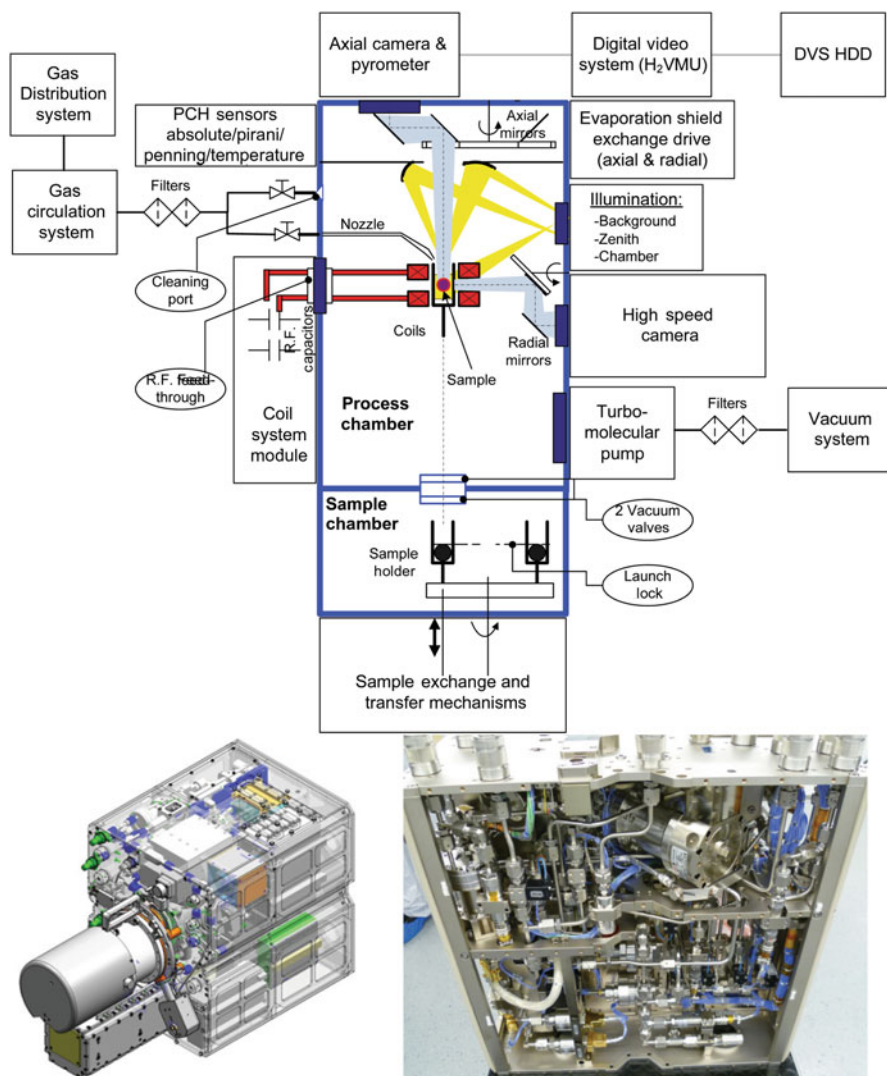 Axial camera &
pyrometer
Digital video
system (H₂VMU)
DVS HDD
Gas
Distribution
system
PCH sensors
absolute/pirani/
penning/temperature
Axial
mirrors
Evaporation shield
exchange drive
(axial & radial)
Gas
circulation
system
Filters
Nozzle
Illumination:
-Background
-Zenith
-Chamber
Cleaning
port
R.F.
capacitors
Coils
Radial
mirrors
High speed
camera
Sample
R.F. Feed-
through
Coil
system
module
Process
chamber
Turbo-
molecular
pump
Filters
Vacuum
system
Sample
chamber
2 Vacuum
valves
Sample
holder
Launch
lock
Sample exchange and
transfer mechanisms